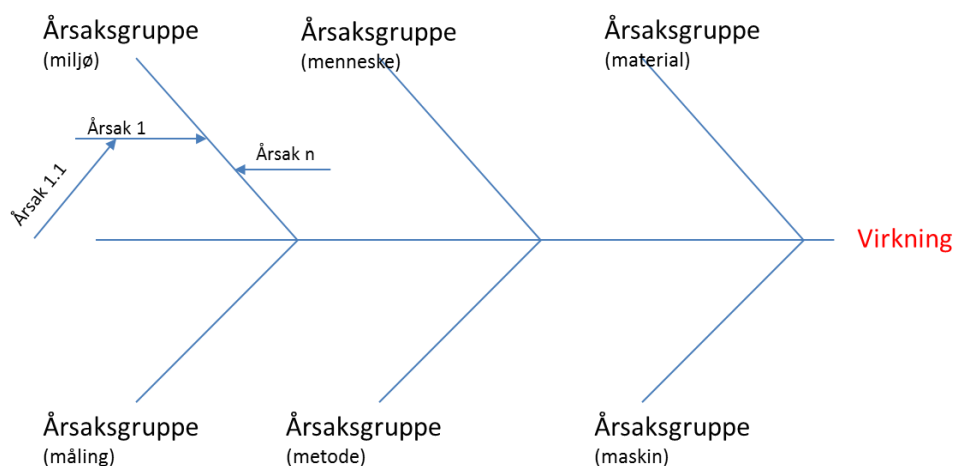 Årsaksgruppe
(miljø)
Årsaksgruppe
(menneske)
Årsaksgruppe
(material)
Årsak 1
Årsak n
Årsak 1.1
Virkning
Årsaksgruppe
(måling)
Årsaksgruppe
(metode)
Årsaksgruppe
(maskin)